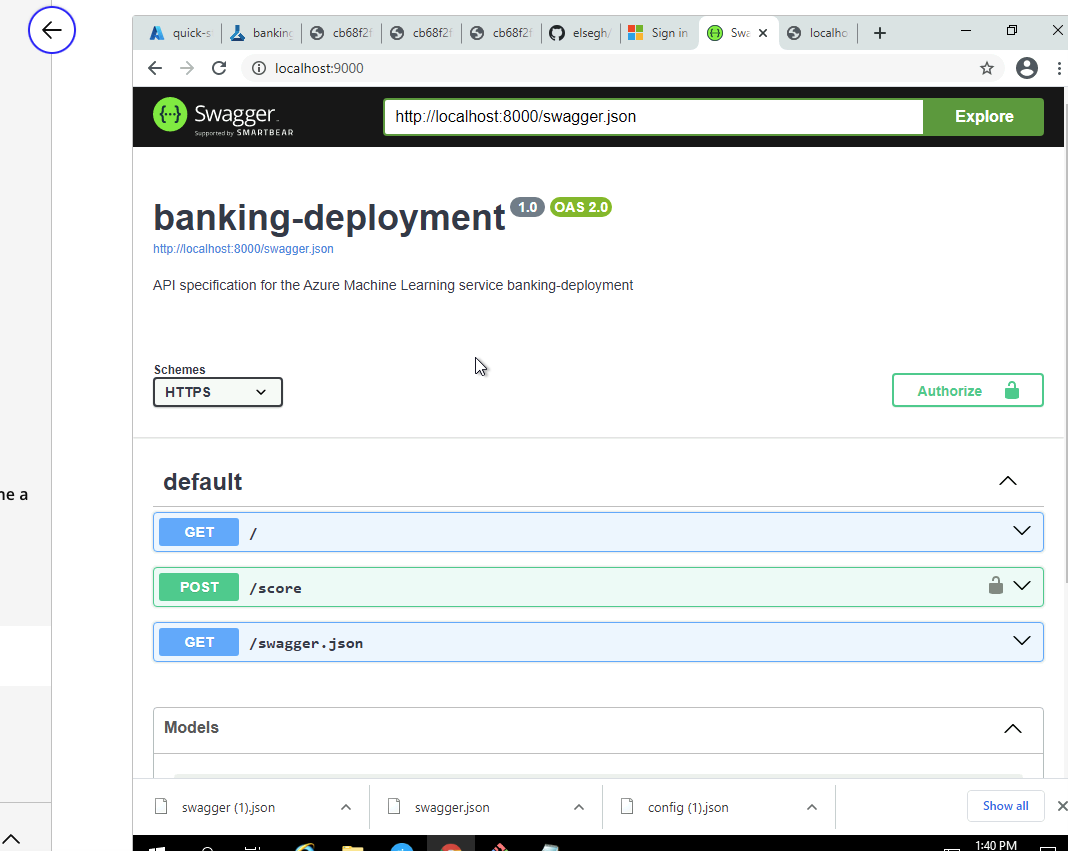 quick-s
banking
cb68f2f
cb68f2f
cb68f2f
elsegh/
Sign in
Swa
localho
localhost:9000
Swagger
Supported by SMARTBEAR
http://localhost:8000/swagger.json
Explore
banking-deployment 1.0 OAS 2.0
http://localhost:8000/swagger.json
API specification for the Azure Machine Learning service banking-deployment
Schemes
HTTPS
Authorize
default
ne a
GET /
POST /score
GET /swagger.json
Models
swagger (1).json
swagger.json
config (1).json
Show all
1:40 PM